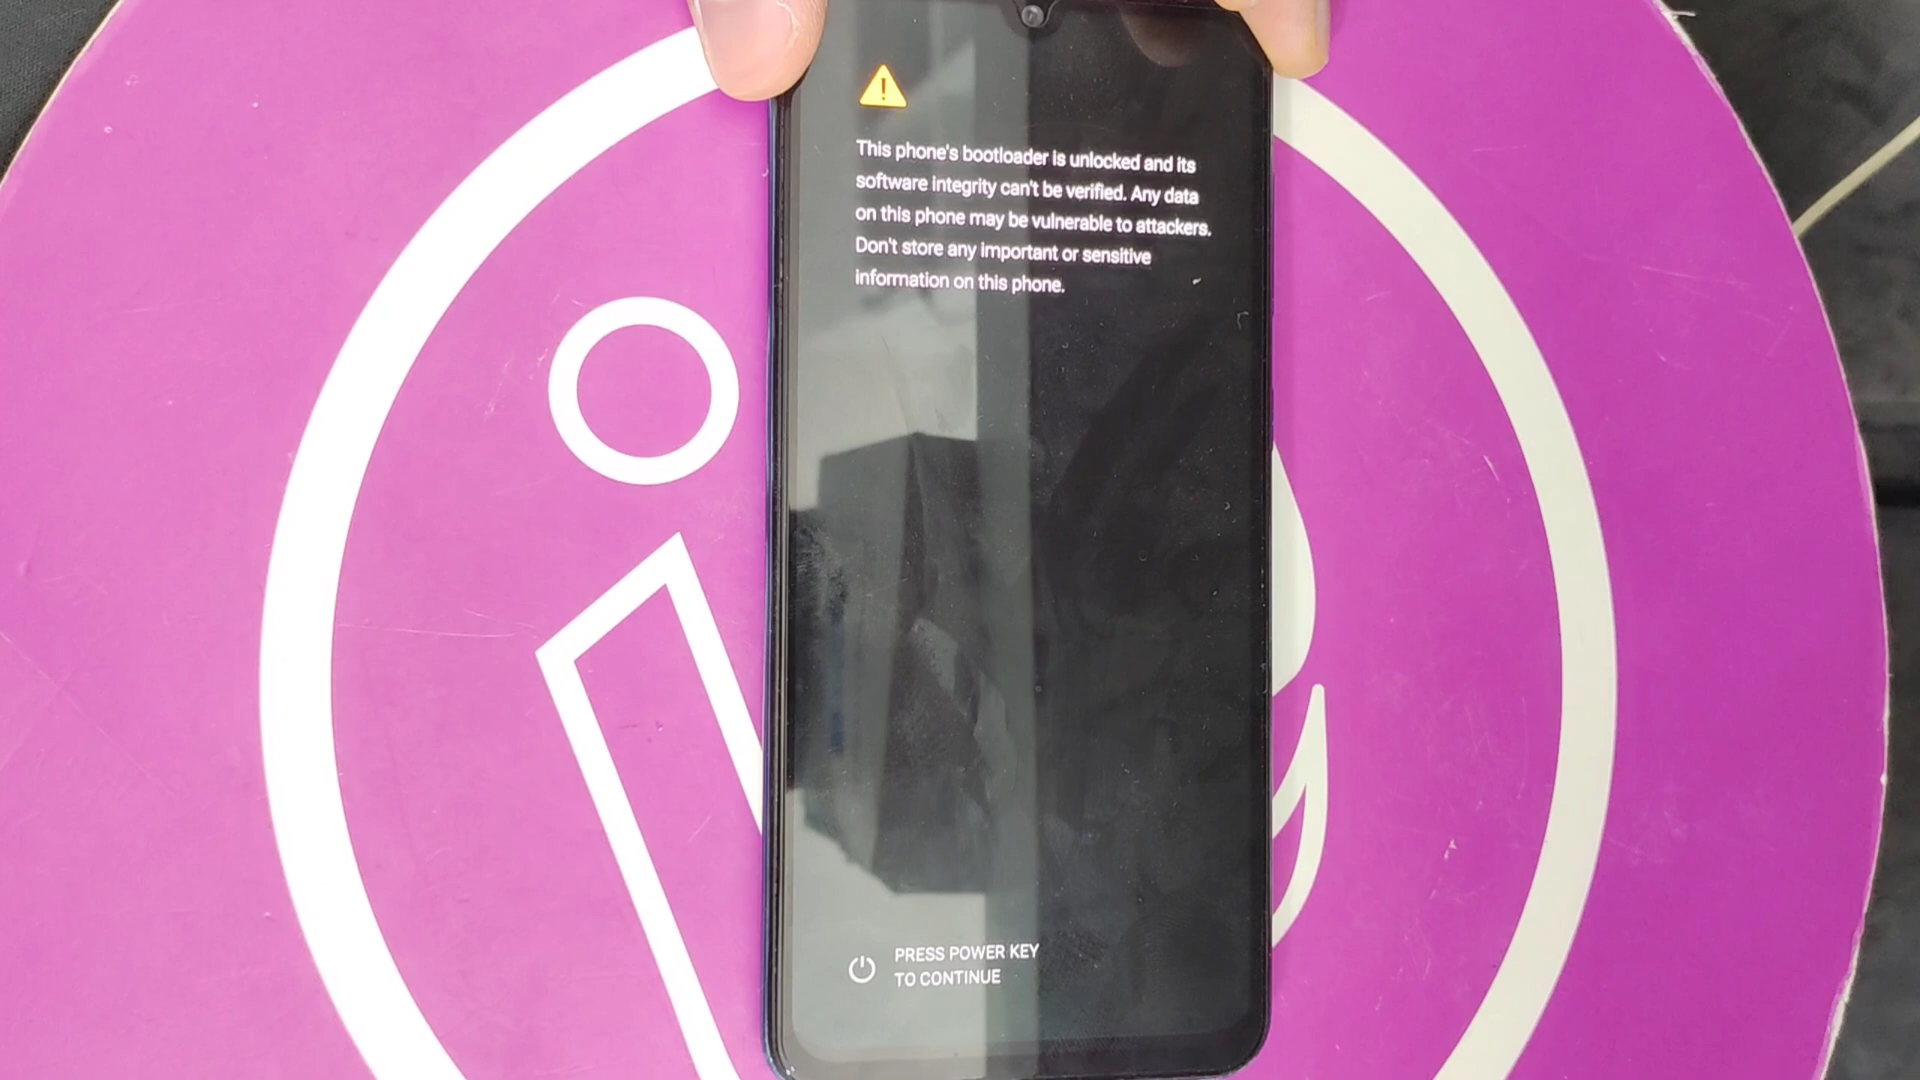 This phone's bootloader is unlocked and its
software integrity can't be verified. Any data
on this phone may be vulnerable to attackers.
Don't store any important or sensitive
information on this phone.
PRESS POWER KEY
TO CONTINUE